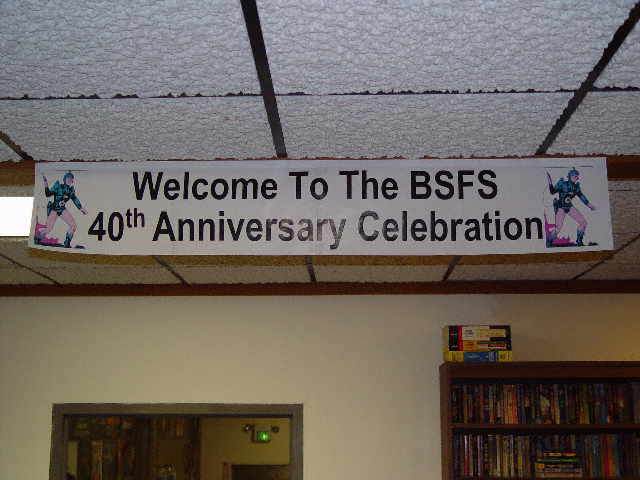 Welcome To The BSFS
40th Anniversary Celebration